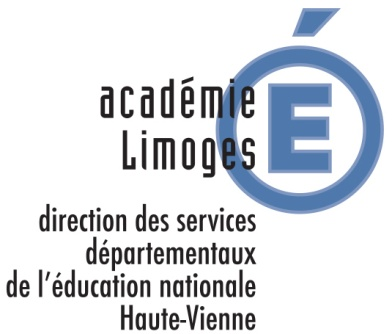 académie
Limoges
É
direction des services
départementaux
de l'éducation nationale
Haute-Vienne